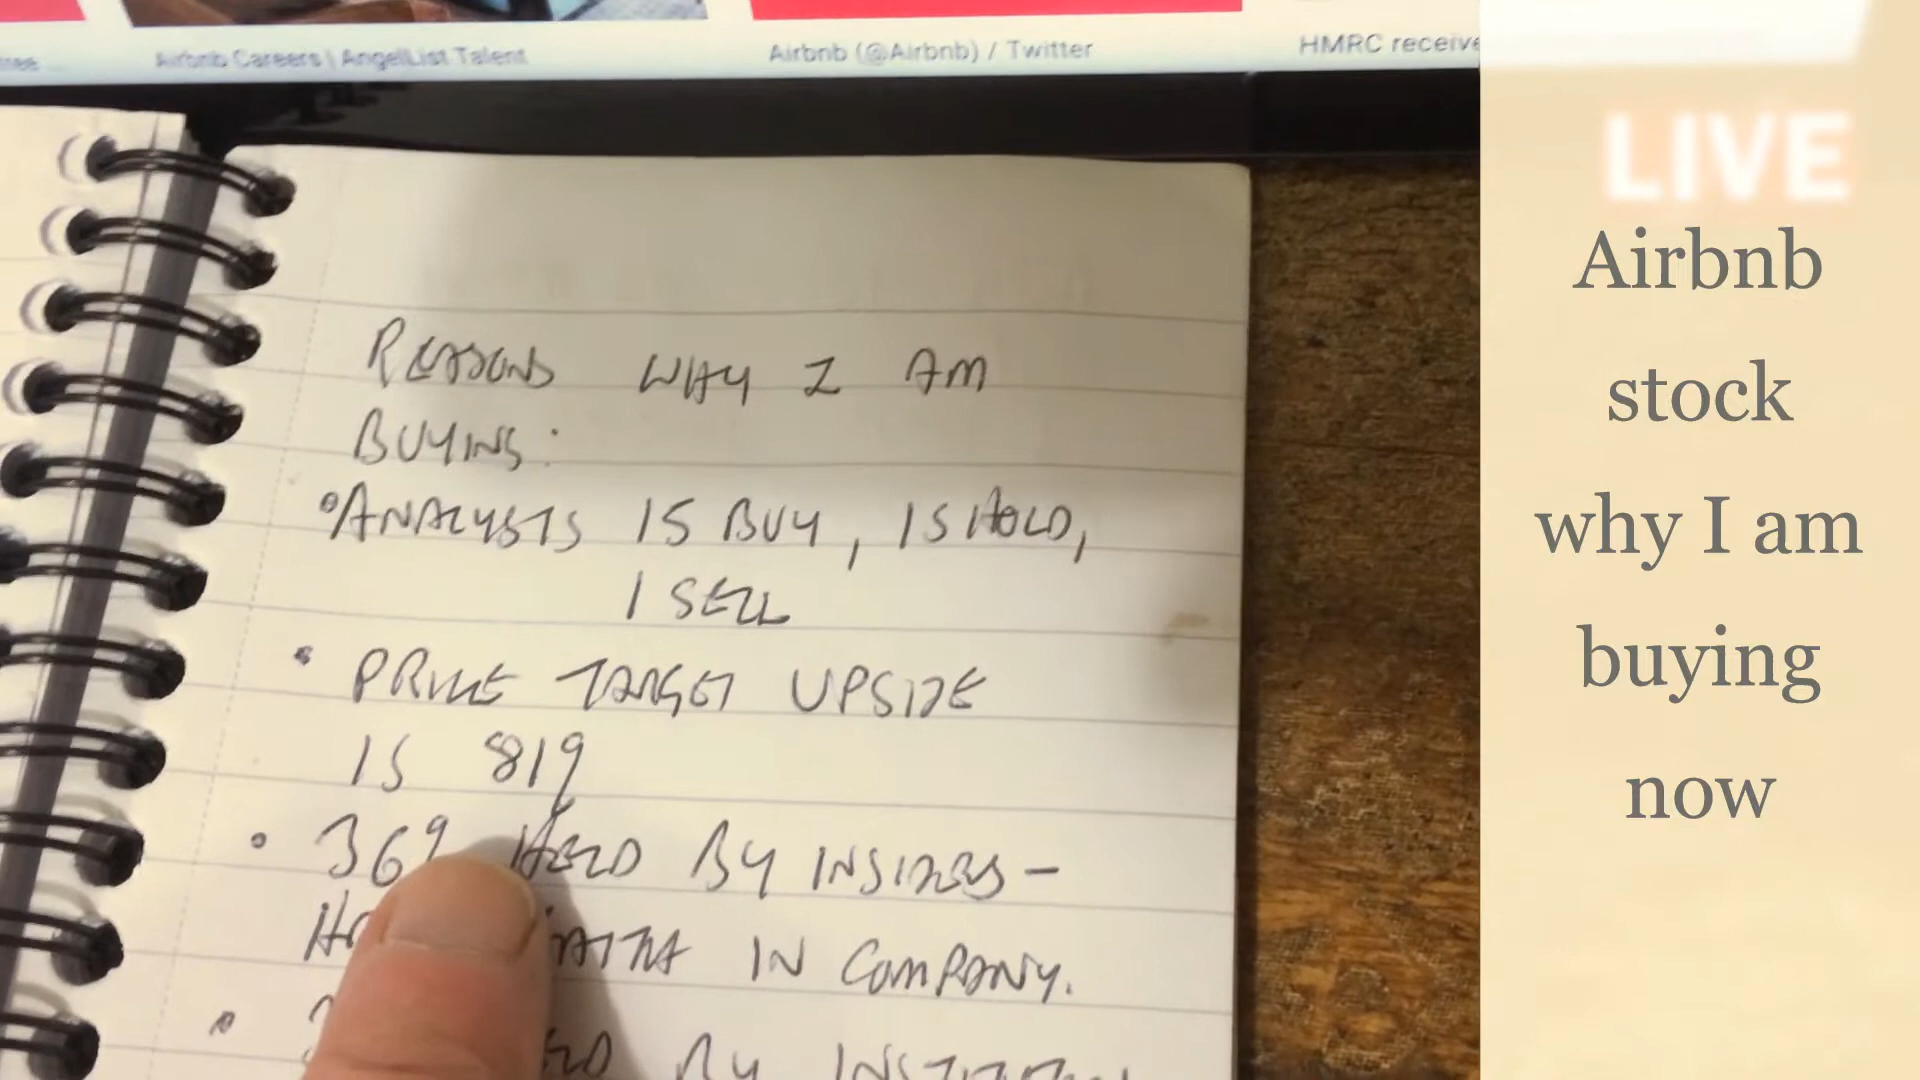 Airbnb Careers | AngelList Talent
Airbnb (@Airbnb) / Twitter
HMRC receive
REASONS WHY I AM
BUYING:
ANALYSTS 15 BUY, 15 HOLD,
1 SELL
PRICE TARGET UPSIDE
IS 81%
36% HELD BY INSIDERS -
IN COMPANY.
BY
LIVE
Airbnb
stock
why I am
buying
now